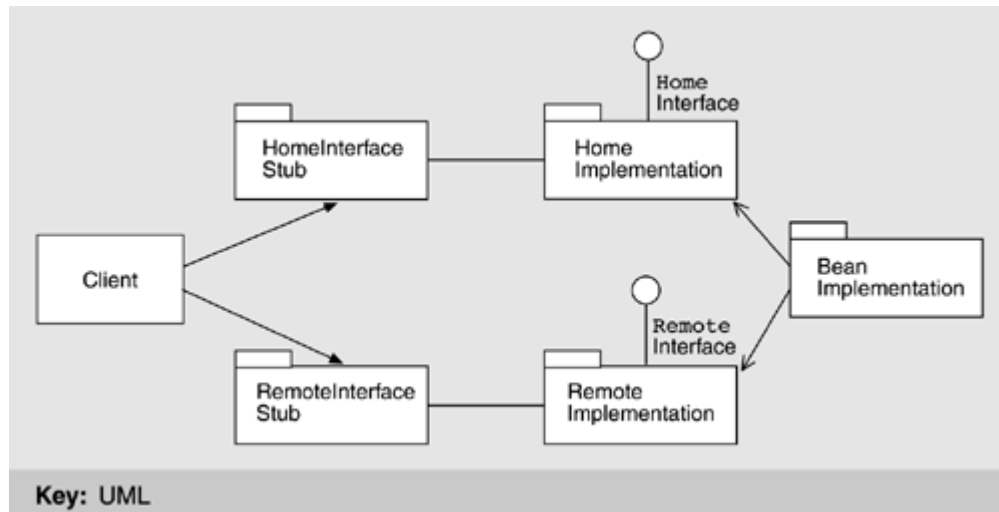 Home
Interface
HomeInterface
Stub
Home
Implementation
Client
Bean
Implementation
Remote
Interface
RemoteInterface
Stub
Remote
Implementation
Key: UML